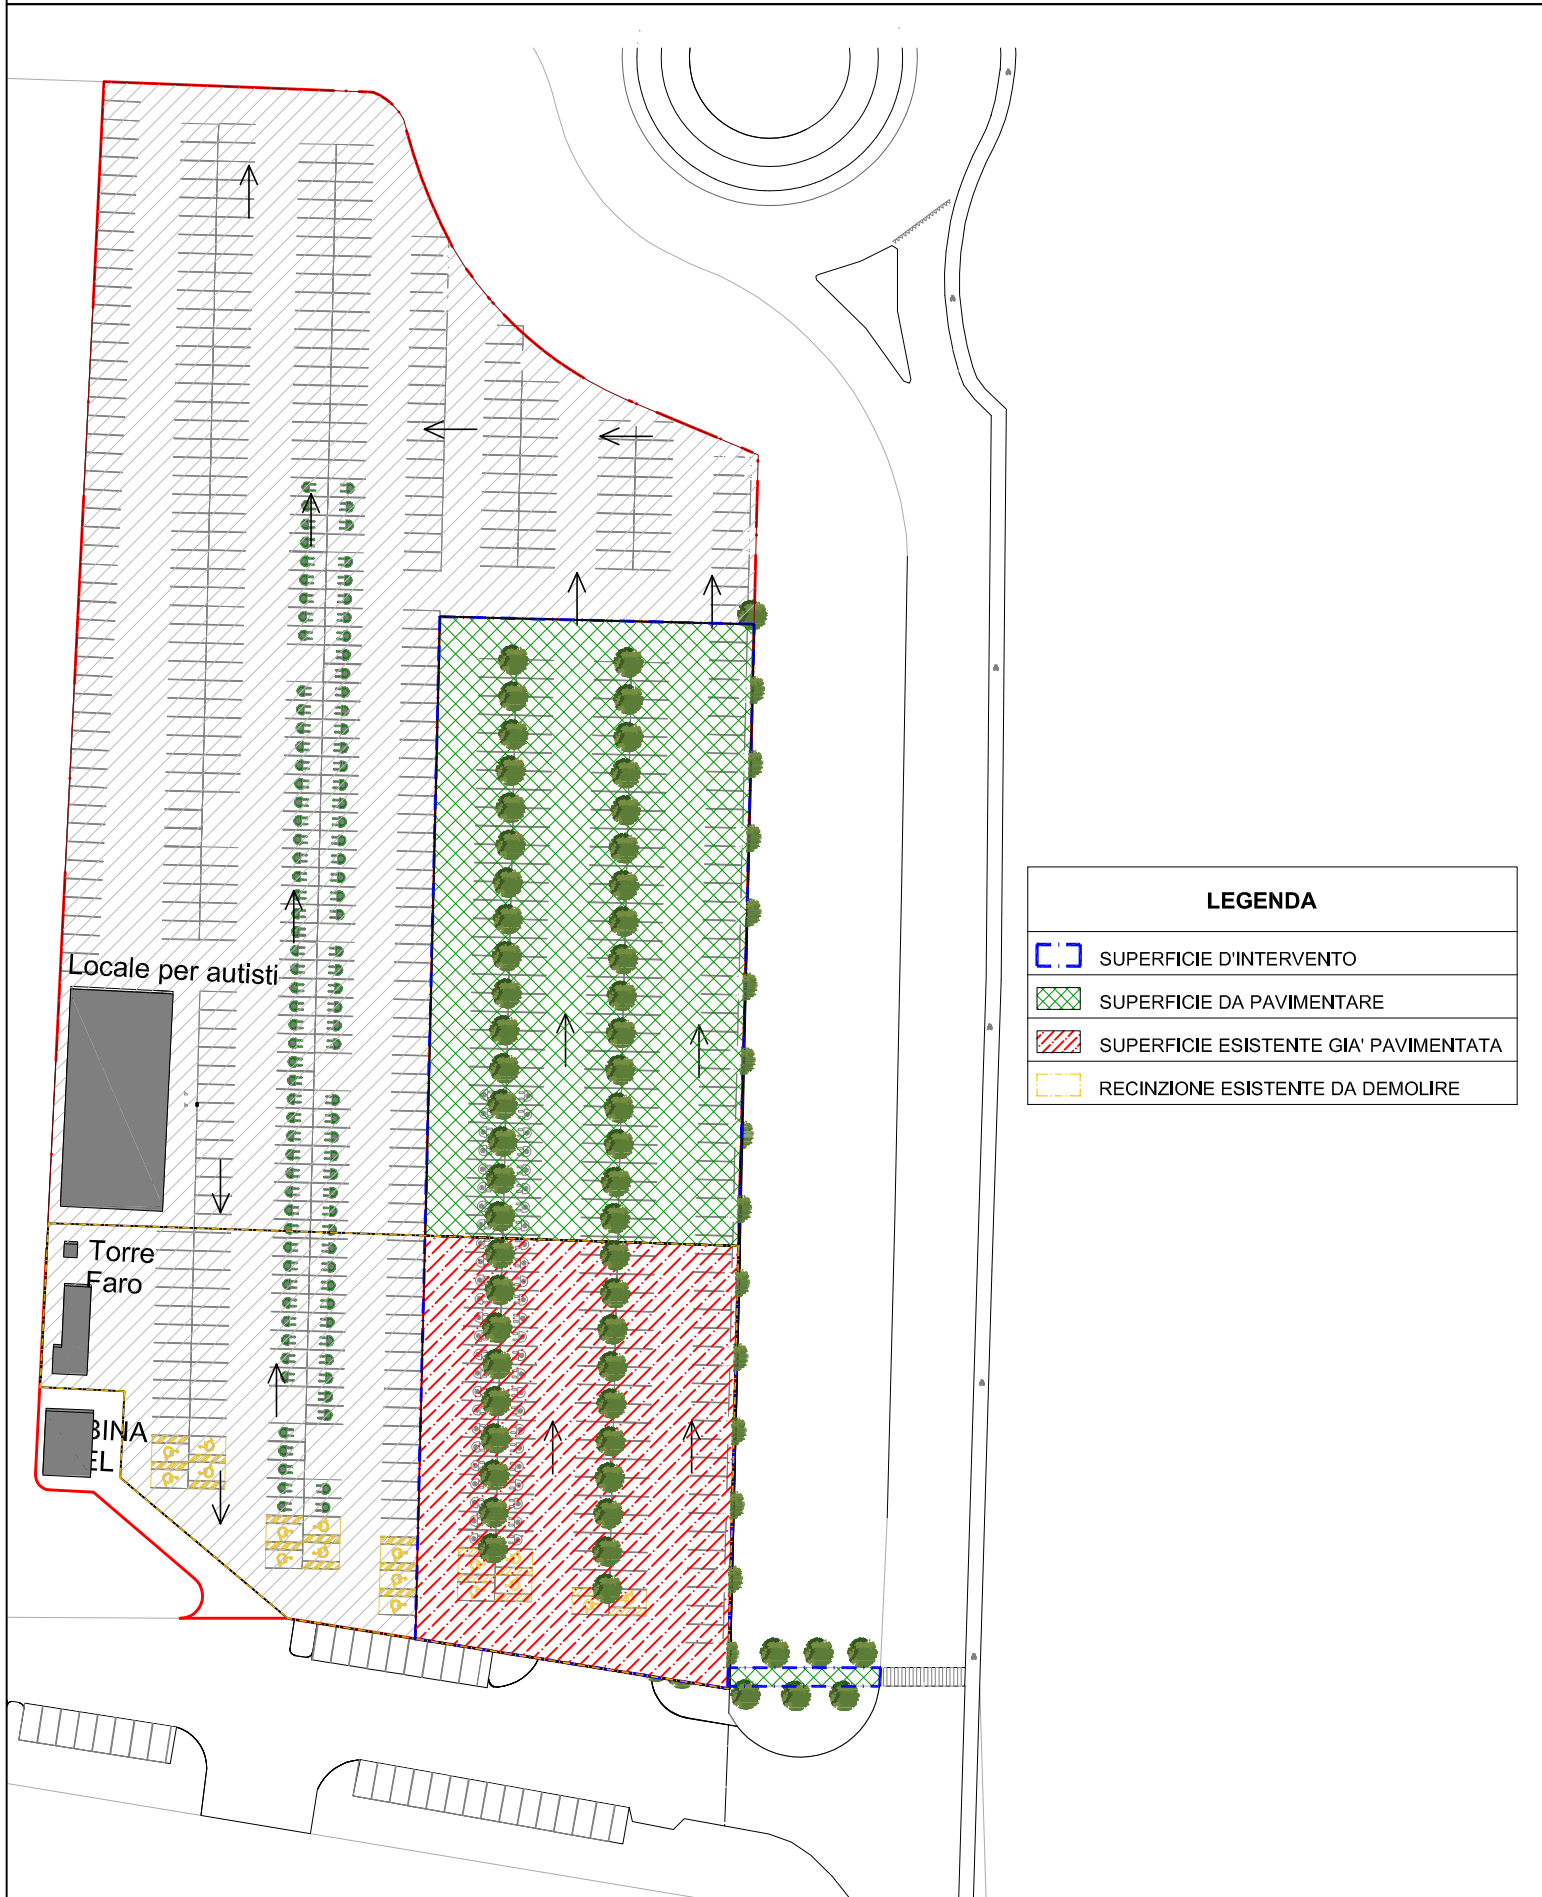 Locale per autisti
Torre
Faro
BINA
EL
LEGENDA
SUPERFICIE D'INTERVENTO
SUPERFICIE DA PAVIMENTARE
SUPERFICIE ESISTENTE GIA' PAVIMENTATA
RECINZIONE ESISTENTE DA DEMOLIRE